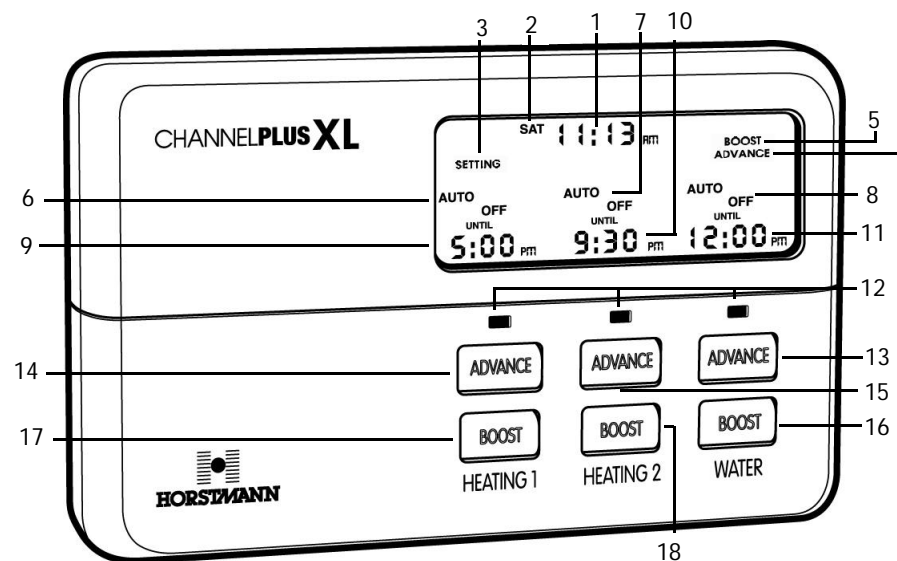 3 2 1 7 10
CHANNELPLUS XL
SAT 11:13 am
SETTING
BOOST
ADVANCE
5
6
AUTO OFF
UNTIL
5:00 pm
AUTO OFF
UNTIL
9:30 pm
AUTO OFF
UNTIL
12:00 pm
8
9
11
12
14
ADVANCE ADVANCE ADVANCE
13
15
17
BOOST BOOST BOOST
16
HEATING 1 HEATING 2 WATER
HORSTMANN
18